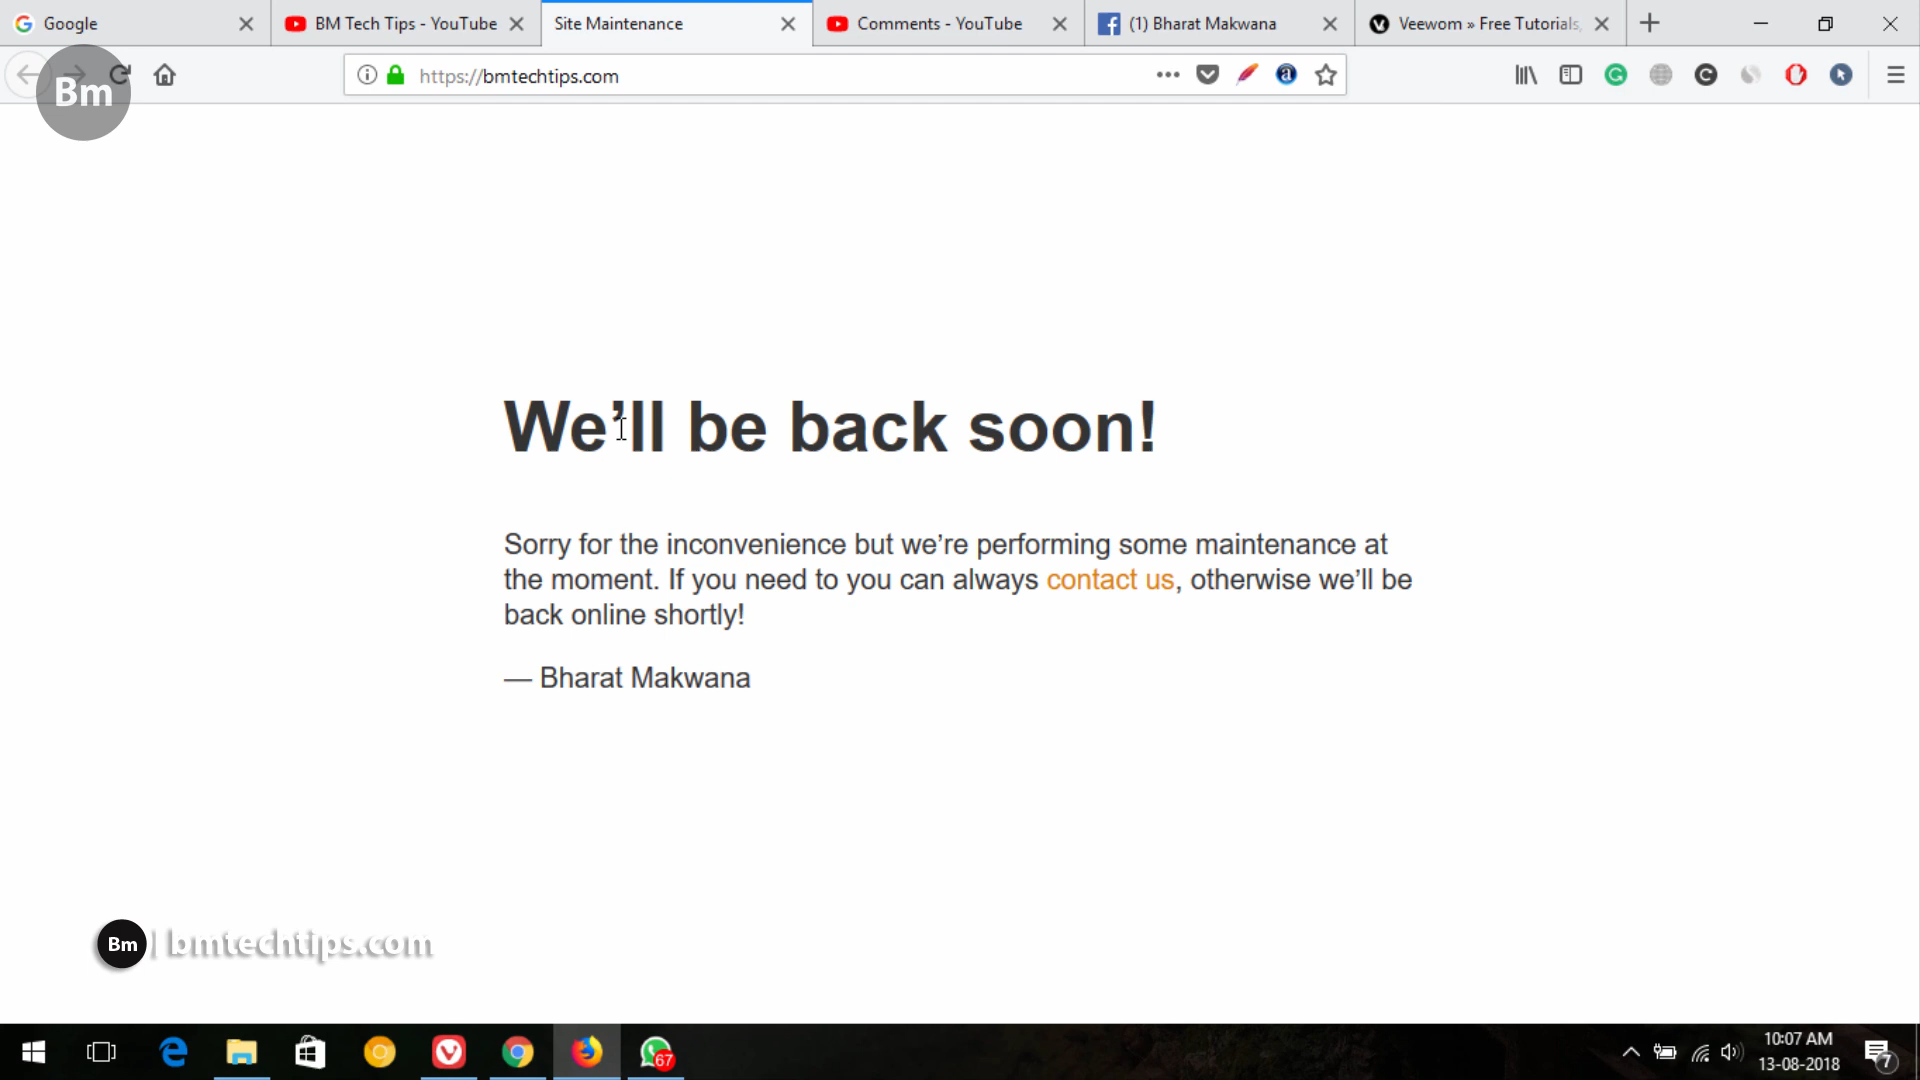 Google
BM Tech Tips - YouTube
Site Maintenance
Comments - YouTube
(1) Bharat Makwana
Veewom » Free Tutorials,
https://bmtechtips.com
Bm
We’ll be back soon!
Sorry for the inconvenience but we’re performing some maintenance at
the moment. If you need to you can always contact us, otherwise we’ll be
back online shortly!
— Bharat Makwana
Bm | bmtechtips.com
67
10:07 AM
13-08-2018
7